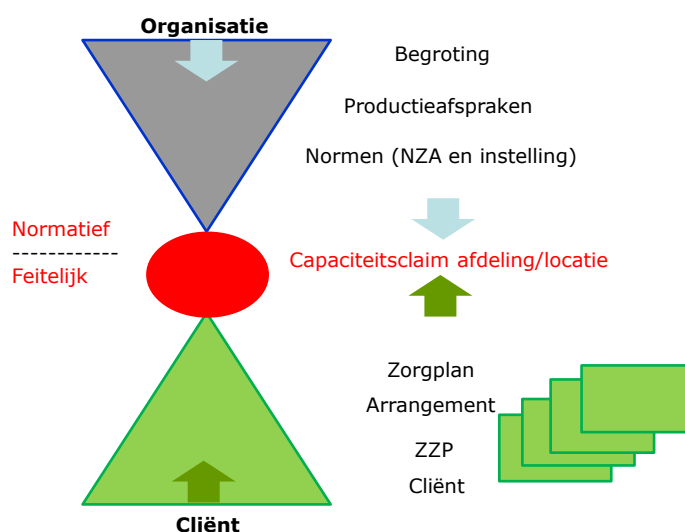 Organisatie
Begroting
Productieafspraken
Normen (NZA en instelling)
Normatief
------------
Feitelijk
Capaciteitsclaim afdeling/locatie
Zorgplan
Arrangement
ZZP
Cliënt
Cliënt